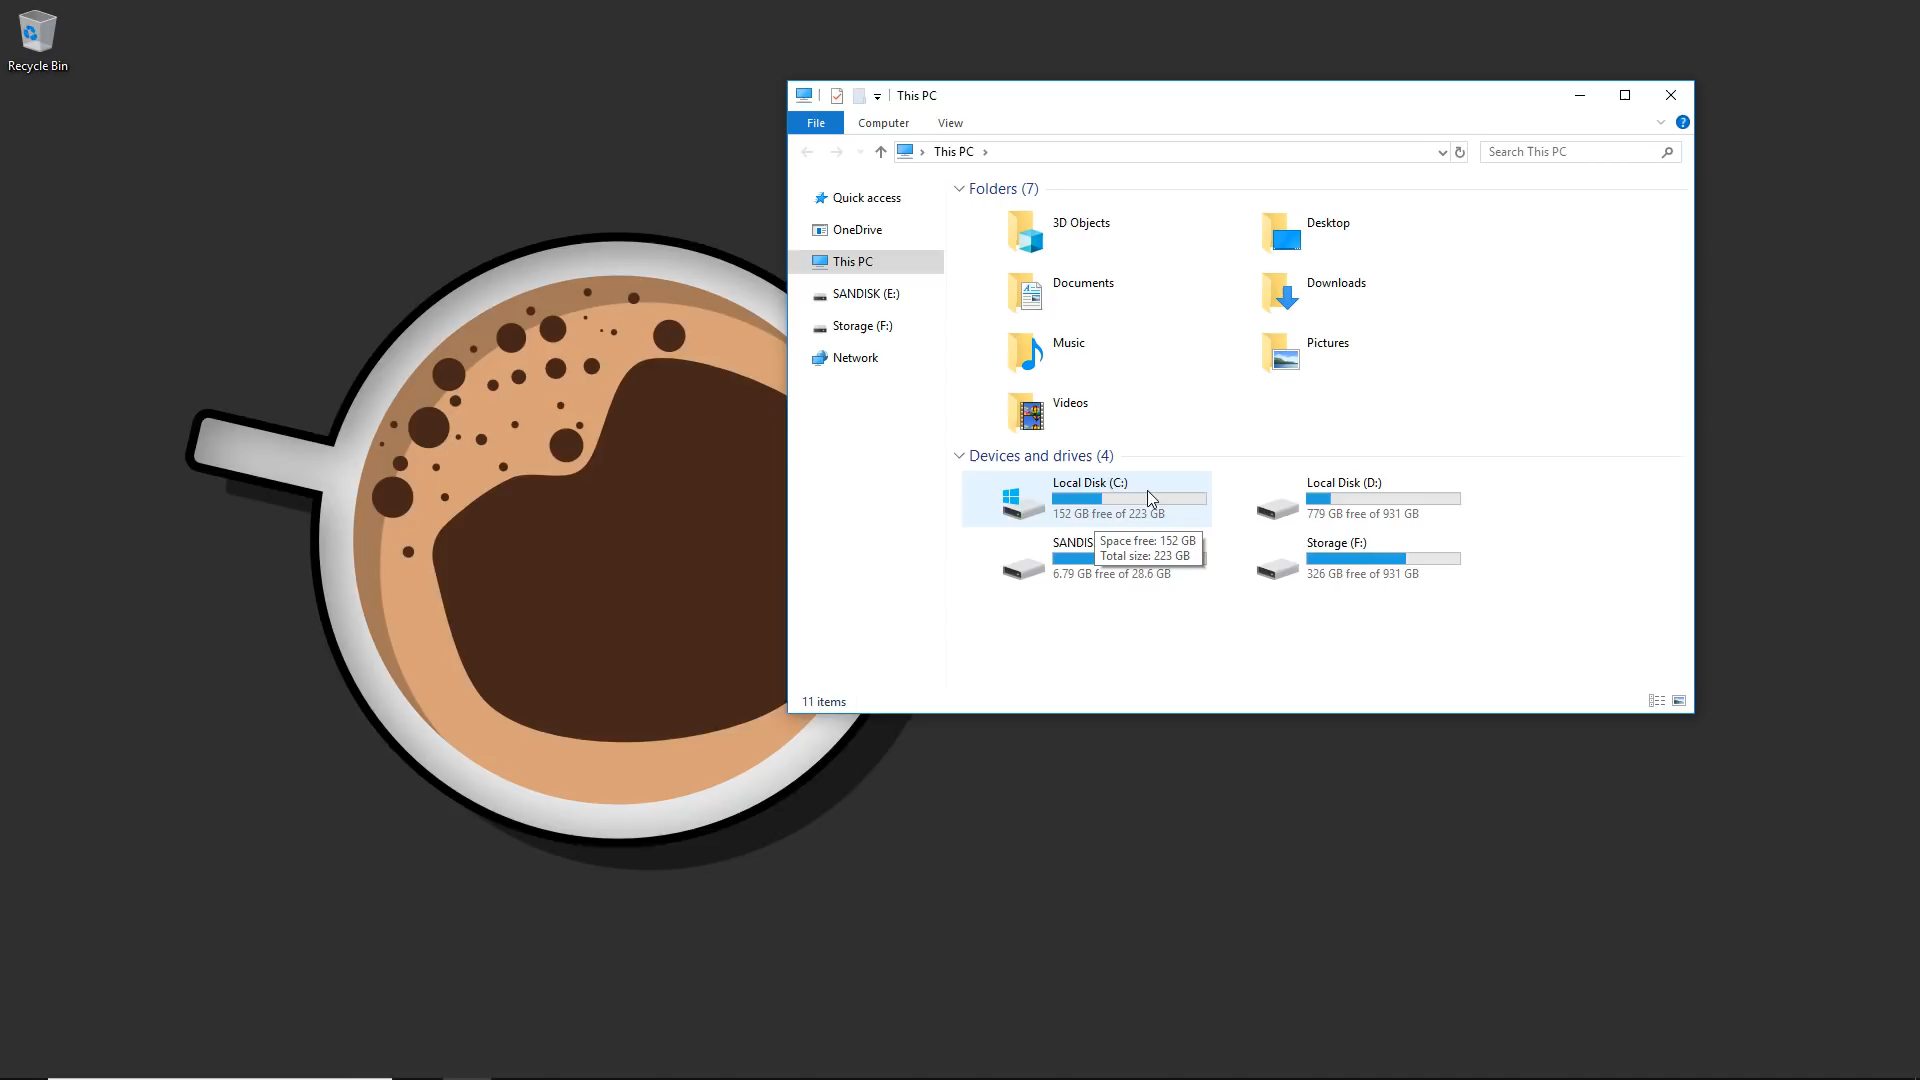 Recycle Bin
This PC
File
Computer
View
This PC
Search This PC
Quick access
OneDrive
This PC
SANDISK (E:)
Storage (F:)
Network
Folders (7)
3D Objects
Desktop
Documents
Downloads
Music
Pictures
Videos
Devices and drives (4)
Local Disk (C:)
152 GB free of 223 GB
Local Disk (D:)
779 GB free of 931 GB
Space free: 152 GB
Total size: 223 GB
SANDIS
6.79 GB free of 28.6 GB
Storage (F:)
326 GB free of 931 GB
11 items